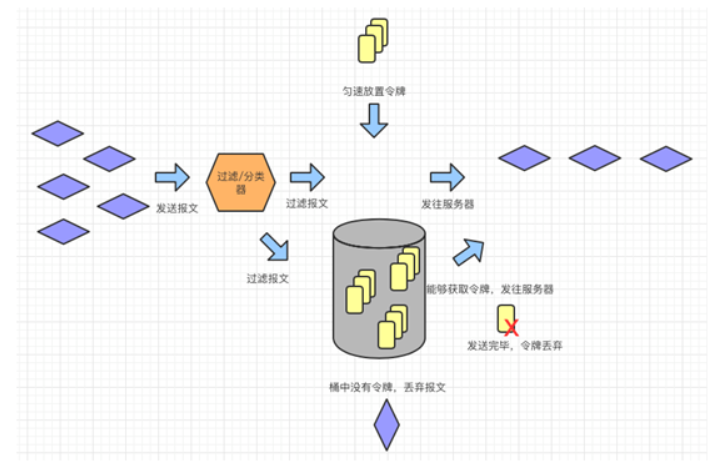 匀速放置令牌
过滤/分类
器
发送报文
过滤报文
发往服务器
过滤报文
能够获取令牌，发往服务器
发送完毕，令牌丢弃
桶中没有令牌，丢弃报文